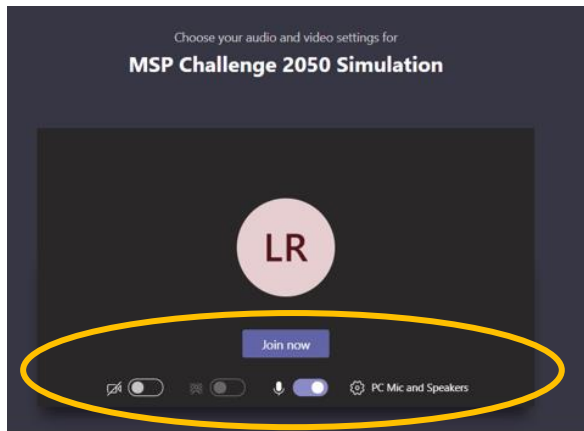 Choose your audio and video settings for
MSP Challenge 2050 Simulation
LR
Join now
PC Mic and Speakers